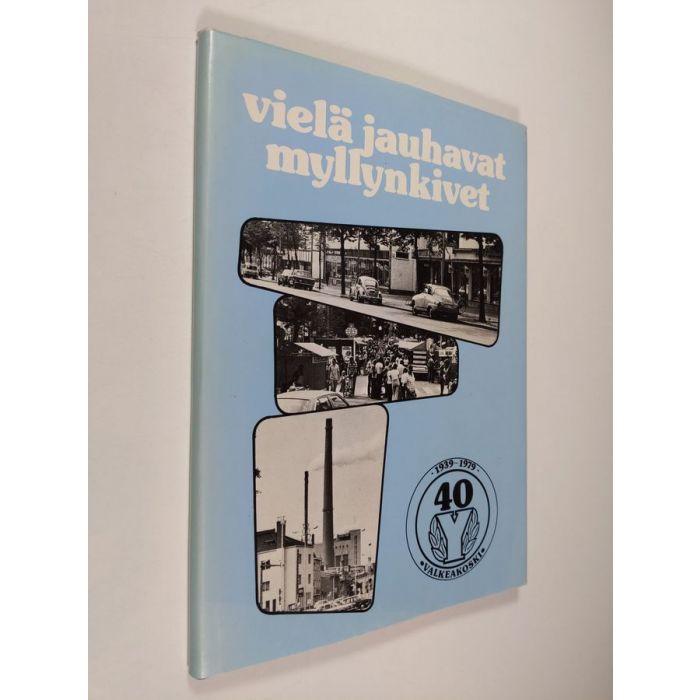 vielä jauhavat
myllynkivet
· 1939-1979 ·
40
• VALKEAKOSKI •